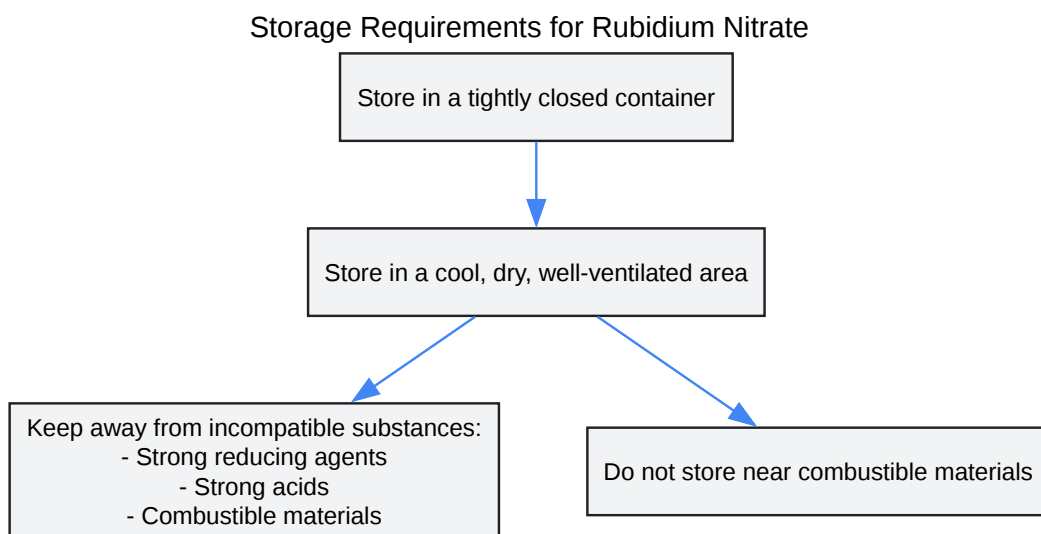 Storage Requirements for Rubidium Nitrate
Store in a tightly closed container
Store in a cool, dry, well-ventilated area
Keep away from incompatible substances:
- Strong reducing agents
- Strong acids
- Combustible materials
Do not store near combustible materials